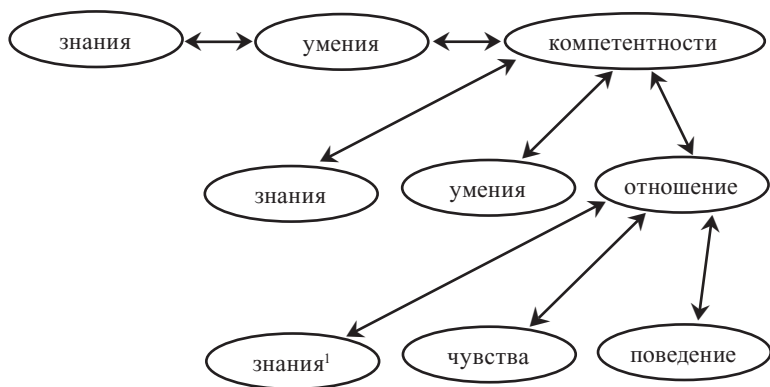 знания умения компетентности
знания умения отношение
знания¹ чувства поведение